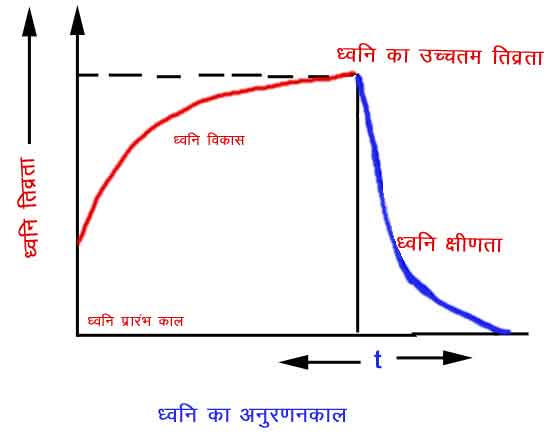 ध्वनि का उच्चतम तिव्रता
ध्वनि विकास
ध्वनि तिव्रता
ध्वनि क्षीणता
ध्वनि प्रारंभ काल
t
ध्वनि का अनुरणनकाल